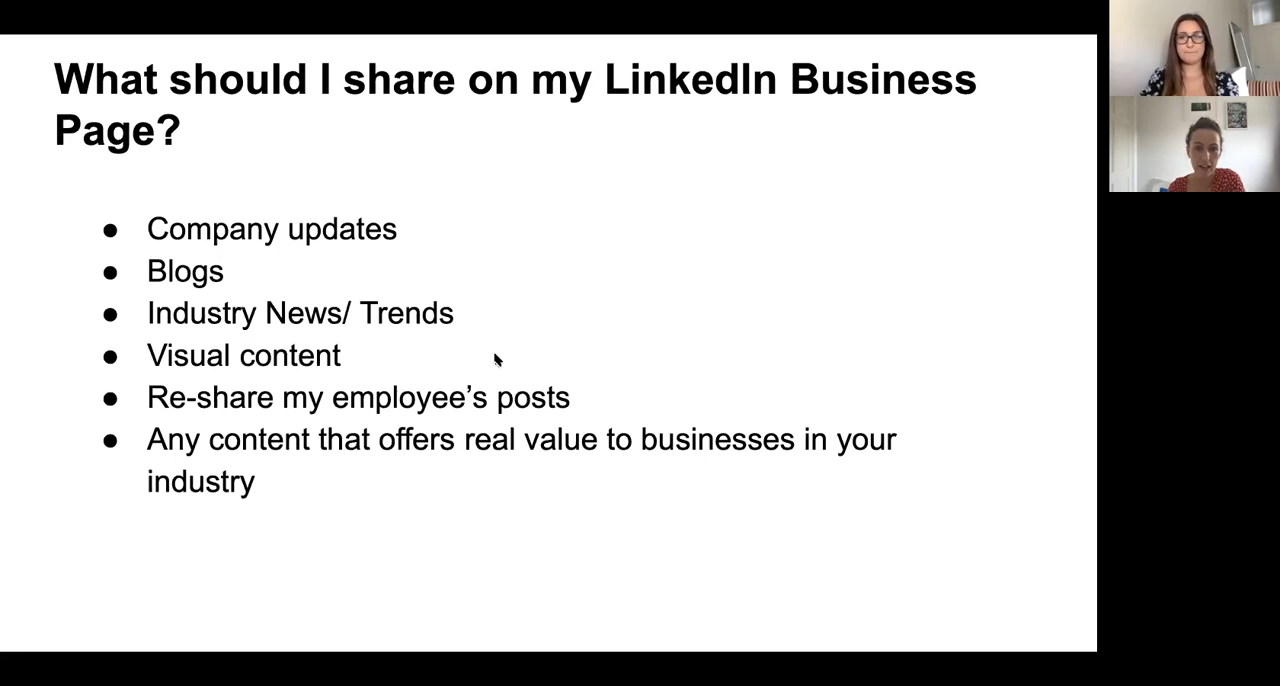 What should I share on my LinkedIn Business
Page?
● Company updates
● Blogs
● Industry News/ Trends
● Visual content
● Re-share my employee’s posts
● Any content that offers real value to businesses in your
industry